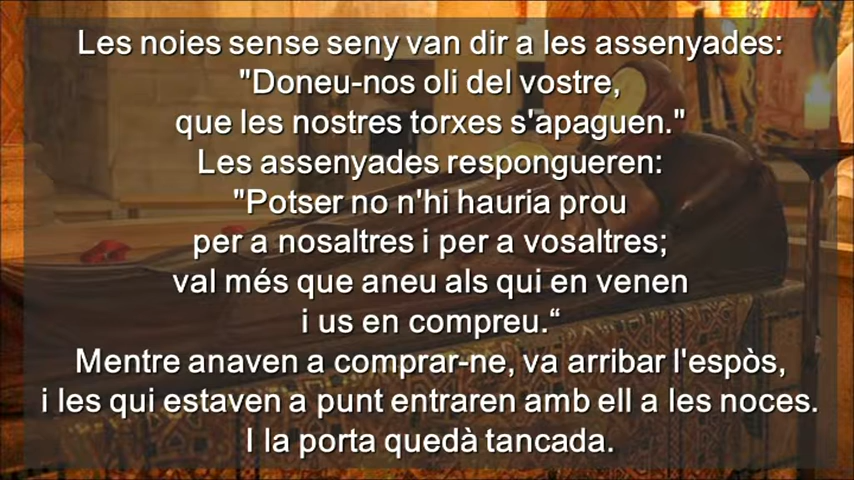 Les noies sense seny van dir a les assenyades:
"Doneu-nos oli del vostre,
que les nostres torxes s'apaguen."
Les assenyades respongueren:
"Potser no n'hi hauria prou
per a nosaltres i per a vosaltres;
val més que aneu als qui en venen
i us en compreu.“
Mentre anaven a comprar-ne, va arribar l'espòs,
i les qui estaven a punt entraren amb ell a les noces.
I la porta quedà tancada.